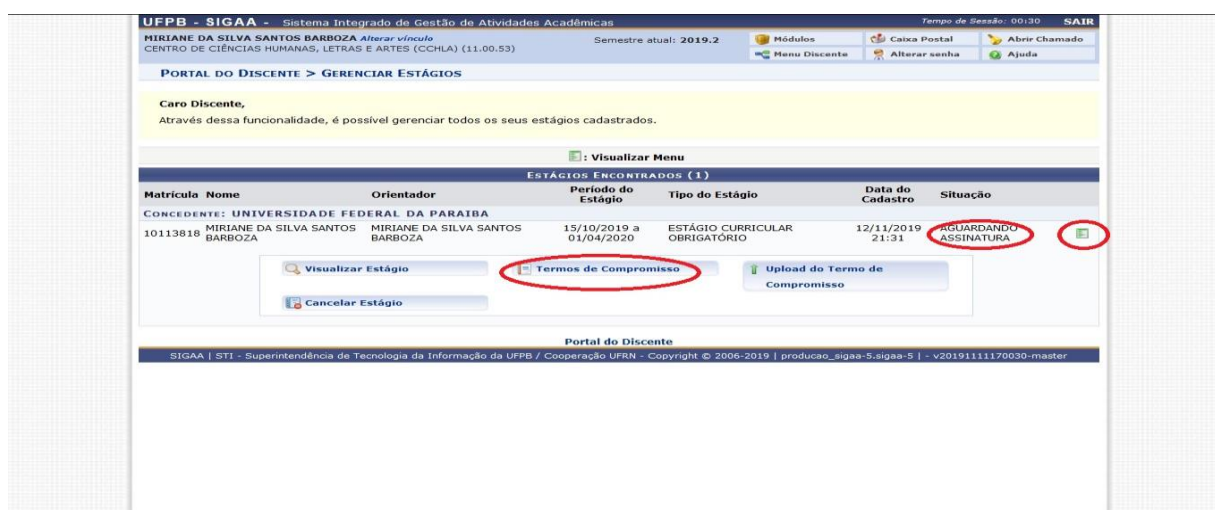 UFPB - SIGAA - Sistema Integrado de Gestão de Atividades Acadêmicas Tempo de Sessão: 00:30 SAIR
MIRIANE DA SILVA SANTOS BARBOZA Alterar vínculo Semestre atual: 2019.2 Módulos Caixa Postal Abrir Chamado
CENTRO DE CIÊNCIAS HUMANAS, LETRAS E ARTES (CCHLA) (11.00.53) Menu Discente Alterar senha Ajuda
PORTAL DO DISCENTE > GERENCIAR ESTÁGIOS
Caro Discente,
Através dessa funcionalidade, é possível gerenciar todos os seus estágios cadastrados.
: Visualizar Menu
ESTÁGIOS ENCONTRADOS (1)
Matrícula Nome Orientador Período do Estágio Tipo do Estágio Data do Cadastro Situação
CONCEDENTE: UNIVERSIDADE FEDERAL DA PARAIBA
10113818 MIRIANE DA SILVA SANTOS BARBOZA MIRIANE DA SILVA SANTOS BARBOZA 15/10/2019 a 01/04/2020 ESTÁGIO CURRICULAR OBRIGATÓRIO 12/11/2019 21:31 AGUARDANDO ASSINATURA
Visualizar Estágio Termos de Compromisso Upload do Termo de Compromisso
Cancelar Estágio
Portal do Discente
SIGAA | STI - Superintendência de Tecnologia da Informação da UFPB / Cooperação UFRN - Copyright © 2006-2019 | producao_sigaa-5.sigaa-5 | - v20191111170030-master